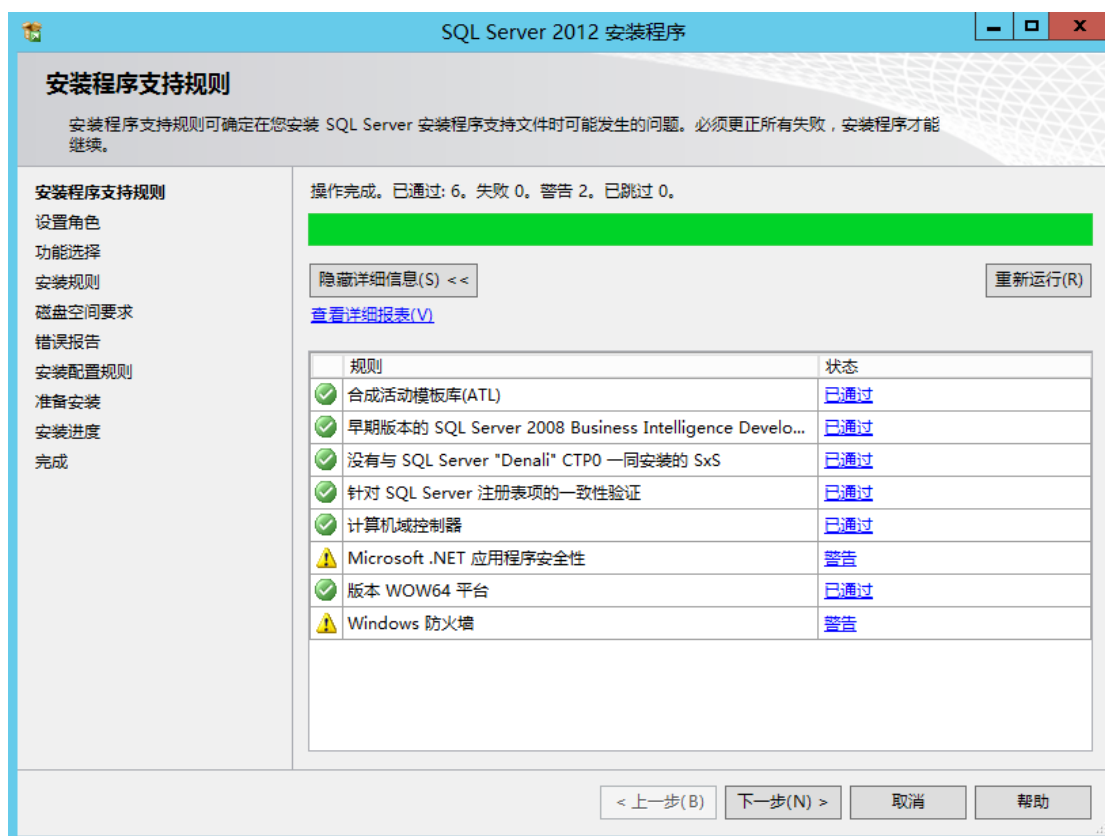 SQL Server 2012 安装程序
安装程序支持规则
安装程序支持规则可确定在您安装 SQL Server 安装程序支持文件时可能发生的问题。必须更正所有失败，安装程序才能
继续。
安装程序支持规则
设置角色
功能选择
安装规则
磁盘空间要求
错误报告
安装配置规则
准备安装
安装进度
完成
操作完成。已通过: 6。失败 0。警告 2。已跳过 0。
隐藏详细信息(S) <<
重新运行(R)
查看详细报表(V)
规则 状态
合成活动模板库(ATL) 已通过
早期版本的 SQL Server 2008 Business Intelligence Develo... 已通过
没有与 SQL Server "Denali" CTP0 一同安装的 SxS 已通过
针对 SQL Server 注册表项的一致性验证 已通过
计算机域控制器 已通过
Microsoft .NET 应用程序安全性 警告
版本 WOW64 平台 已通过
Windows 防火墙 警告
< 上一步(B) 下一步(N) > 取消 帮助